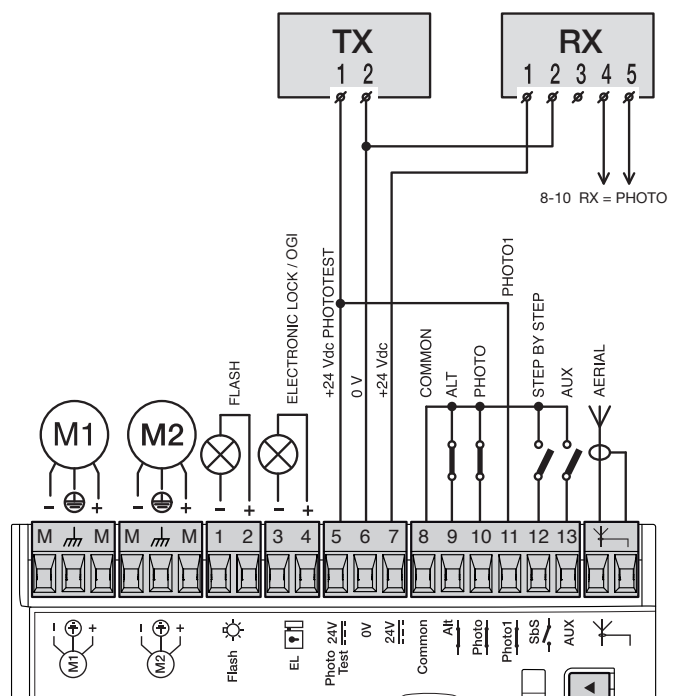 TX
1 2
RX
1 2 3 4 5
8-10 RX = PHOTO
FLASH
ELECTRONIC LOCK / OGI
+24 Vdc PHOTOTEST
0 V
+24 Vdc
COMMON
ALT
PHOTO
PHOTO1
STEP BY STEP
AUX
AERIAL
M1
M2
- +
- +
- +
- +
M M M M 1 2 3 4 5 6 7 8 9 10 11 12 13
- +
M1
- +
M2
Flash
EL
Photo 24V
Test
0V
24V
Common
Alt
Photo
Photo1
SbS
AUX